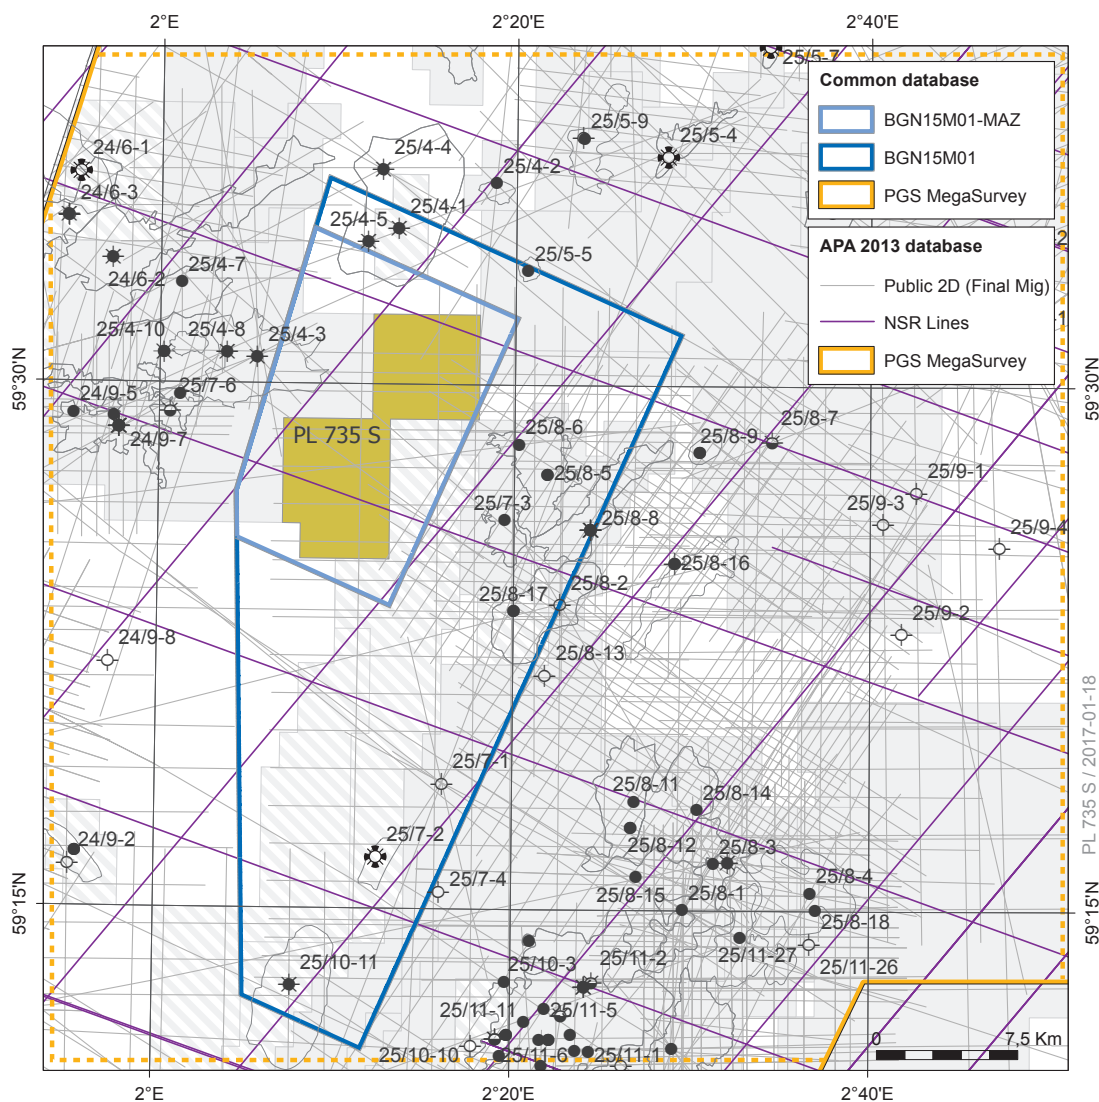 2°E
2°20'E
2°40'E
25/5-7
Common database
BGN15M01-MAZ
BGN15M01
PGS MegaSurvey
APA 2013 database
Public 2D (Final Mig)
NSR Lines
PGS MegaSurvey
2
1
24/6-1
25/4-4
25/5-9
25/5-4
25/4-2
24/6-3
25/4-1
25/4-5
25/5-5
24/6-2
25/4-7
25/4-10
25/4-8
25/4-3
59°30'N
59°30'N
24/9-5
25/7-6
24/9-7
PL 735 S
25/8-6
25/8-9
25/8-7
25/8-5
25/9-1
25/7-3
25/8-8
25/9-3
25/9-4
25/8-16
25/8-2
25/8-17
25/9-2
24/9-8
25/8-13
25/7-1
25/8-11
25/8-14
24/9-2
25/7-2
25/8-12
25/8-3
25/7-4
25/8-15
25/8-1
25/8-4
25/8-18
59°15'N
59°15'N
25/10-11
25/10-3
25/11-2
25/11-27
25/11-26
25/11-11
25/11-5
25/10-10
25/11-6
25/11-1
0
7,5 Km
PL 735 S / 2017-01-18
2°E
2°20'E
2°40'E